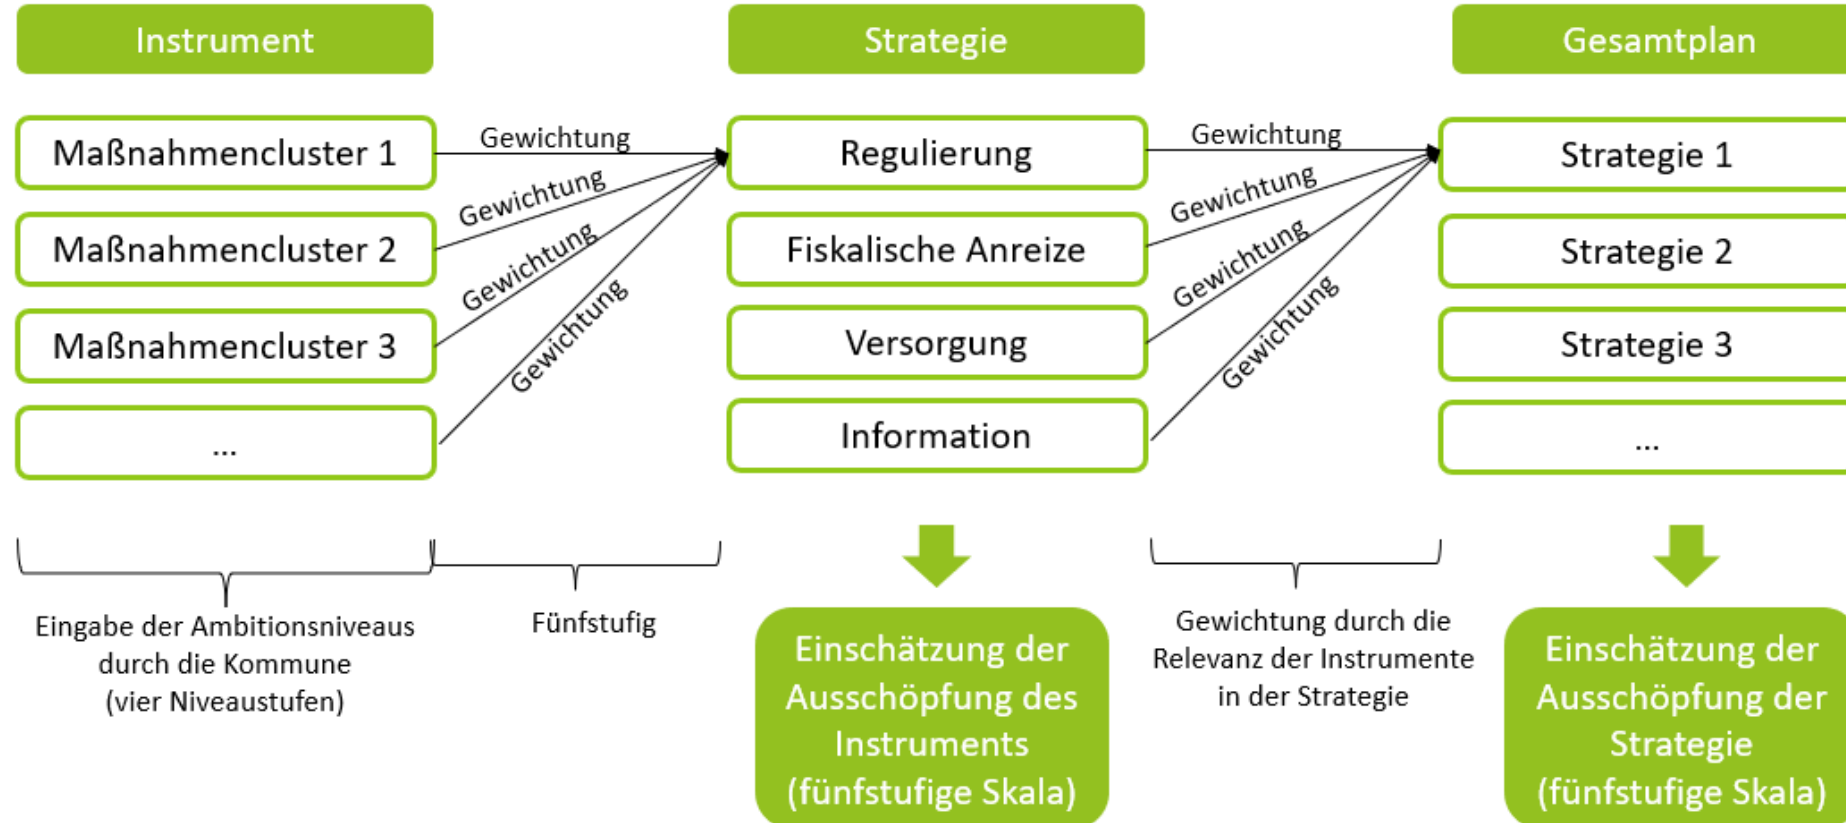 Instrument
Strategie
Gesamtplan
Maßnahmencluster 1
Gewichtung
Regulierung
Gewichtung
Strategie 1
Gewichtung
Gewichtung
Maßnahmencluster 2
Fiskalische Anreize
Strategie 2
Gewichtung
Gewichtung
Maßnahmencluster 3
Versorgung
Strategie 3
Gewichtung
Gewichtung
...
Information
...
Eingabe der Ambitionsniveaus
durch die Kommune
(vier Niveaustufen)
Fünfstufig
Einschätzung der
Ausschöpfung des
Instruments
(fünfstufige Skala)
Gewichtung durch die
Relevanz der Instrumente
in der Strategie
Einschätzung der
Ausschöpfung der
Strategie
(fünfstufige Skala)